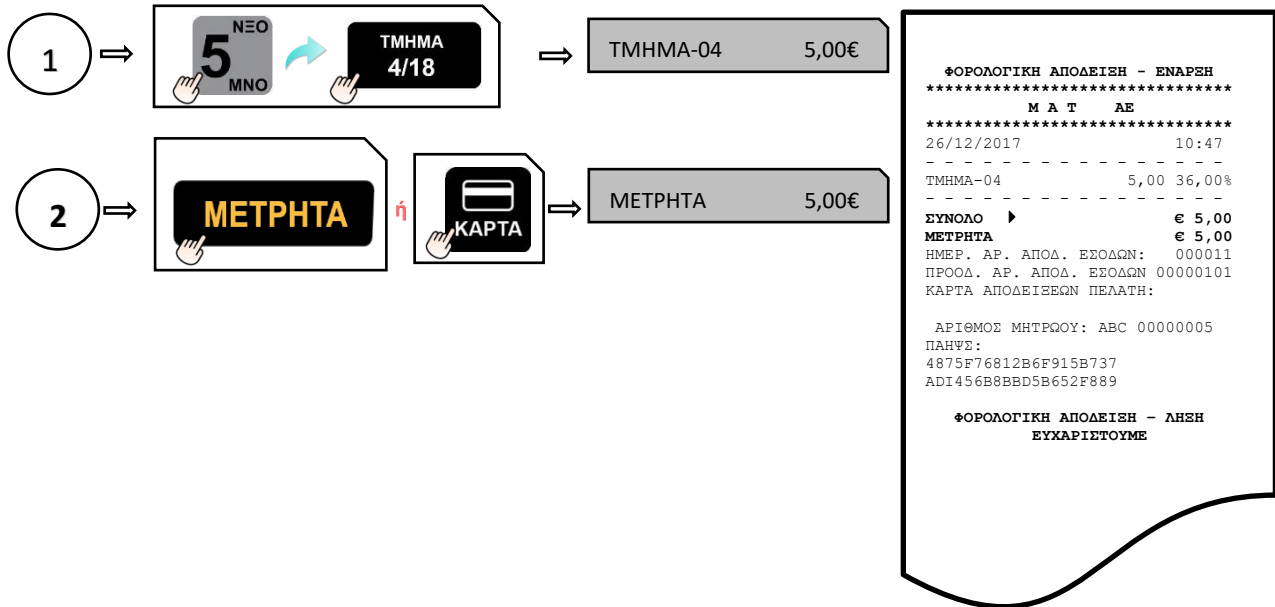 1
5 ΝΞΟ
MNO
ΤΜΗΜΑ
4/18
ΤΜΗΜΑ-04 5,00€
2
ΜΕΤΡΗΤΑ
ή
ΚΑΡΤΑ
ΜΕΤΡΗΤΑ 5,00€
ΦΟΡΟΛΟΓΙΚΗ ΑΠΟΔΕΙΞΗ - ΕΝΑΡΞΗ
********************************
Μ Α Τ ΑΕ
********************************
26/12/2017 10:47
- - - - - - - - - - - - - - - -
ΤΜΗΜΑ-04 5,00 36,00%
- - - - - - - - - - - - - - - -
ΣΥΝΟΛΟ € 5,00
ΜΕΤΡΗΤΑ € 5,00
ΗΜΕΡ. ΑΡ. ΑΠΟΔ. ΕΣΟΔΩΝ: 000011
ΠΡΟΟΔ. ΑΡ. ΑΠΟΔ. ΕΣΟΔΩΝ 00000101
ΚΑΡΤΑ ΑΠΟΔΕΙΞΕΩΝ ΠΕΛΑΤΗ:
ΑΡΙΘΜΟΣ ΜΗΤΡΩΟΥ: ABC 00000005
ΠΑΗΨΣ:
4875F76812B6F915B737
ADI456B8BBD5B652F889
ΦΟΡΟΛΟΓΙΚΗ ΑΠΟΔΕΙΞΗ – ΛΗΞΗ
ΕΥΧΑΡΙΣΤΟΥΜΕ